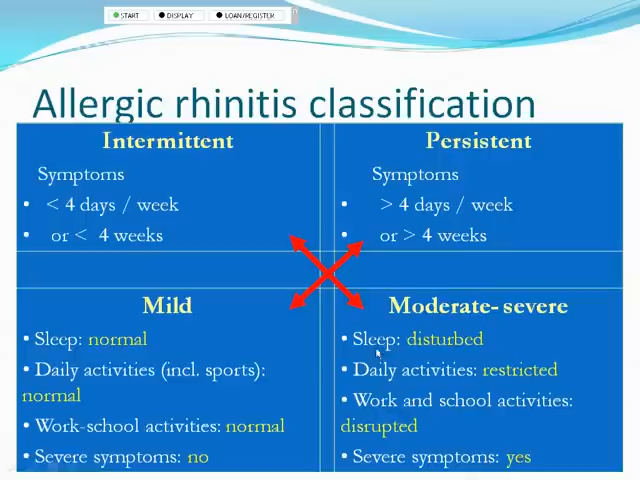 START DISPLAY LOAN/REGISTER
Allergic rhinitis classification
Intermittent
Symptoms
• < 4 days / week
• or < 4 weeks
Persistent
Symptoms
• > 4 days / week
• or > 4 weeks
Mild
• Sleep: normal
• Daily activities (incl. sports):
normal
• Work-school activities: normal
• Severe symptoms: no
Moderate- severe
• Sleep: disturbed
• Daily activities: restricted
• Work and school activities:
disrupted
• Severe symptoms: yes